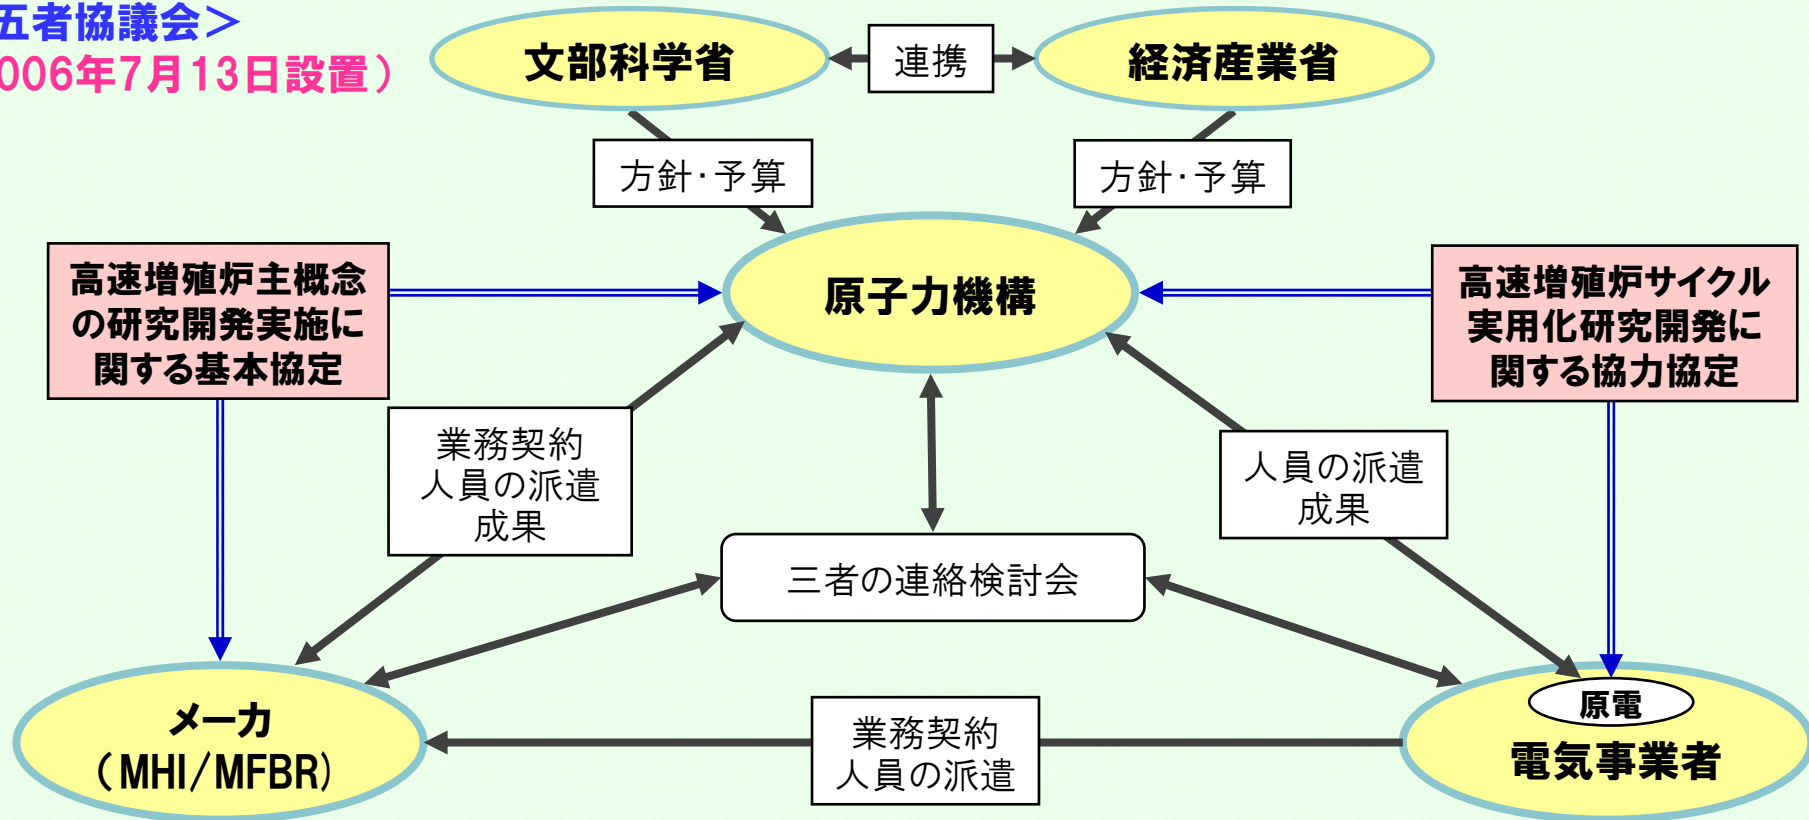 五者協議会＞
006年7月13日設置）
文部科学省
連携
経済産業省
方針・予算
方針・予算
高速増殖炉主概念
の研究開発実施に
関する基本協定
原子力機構
高速増殖炉サイクル
実用化研究開発に
関する協力協定
業務契約
人員の派遣
成果
人員の派遣
成果
三者の連絡検討会
メーカ
（MHI/MFBR）
業務契約
人員の派遣
原電
電気事業者